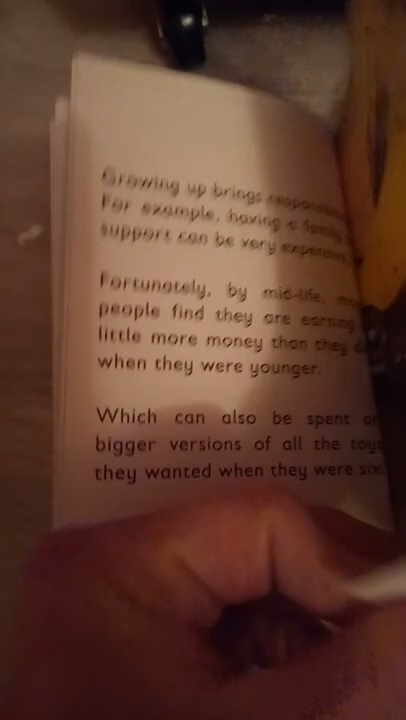 Growing up brings
For example, having a family
support can be very expensive.
Fortunately, by mid-life,
people find they are earning
little more money than they
when they were younger.
Which can also be spent
bigger versions of all the toys
they wanted when they were six.